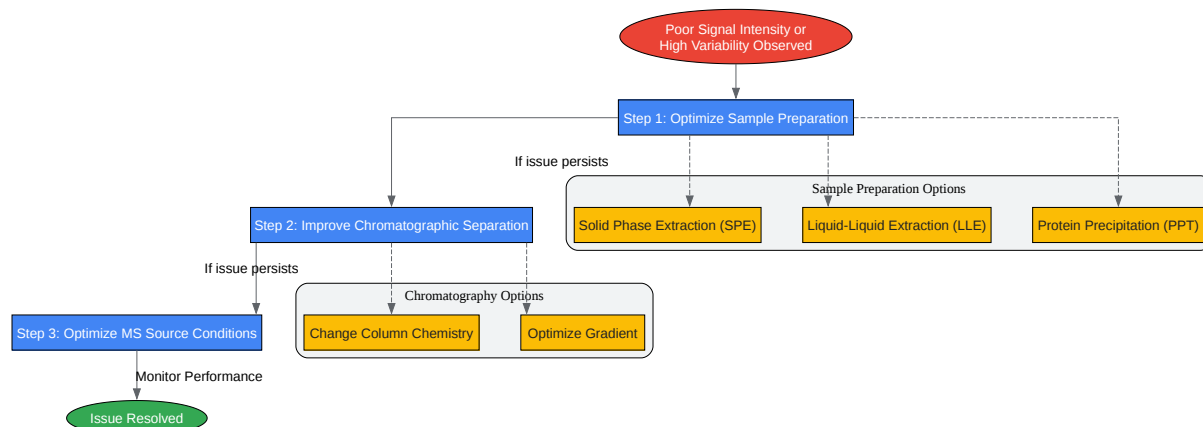 Poor Signal Intensity or
High Variability Observed
Step 1: Optimize Sample Preparation
If issue persists
Sample Preparation Options
Solid Phase Extraction (SPE)
Liquid-Liquid Extraction (LLE)
Protein Precipitation (PPT)
Step 2: Improve Chromatographic Separation
If issue persists
Chromatography Options
Change Column Chemistry
Optimize Gradient
Step 3: Optimize MS Source Conditions
Monitor Performance
Issue Resolved